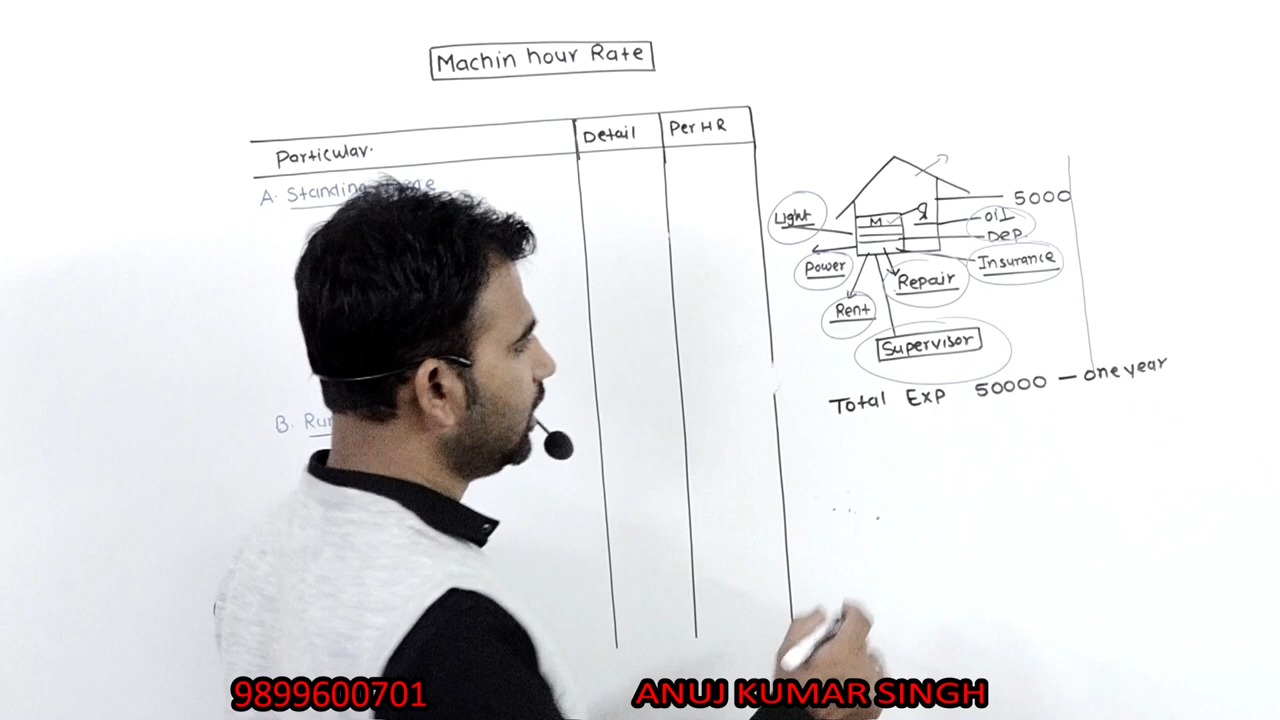 Machin hour Rate
Particular.
Detail
Per HR
A. Standing
B.
5000
Light
M
OIL
Dep.
Power
Insurance
Repair
Rent
Supervisor
Total Exp 50000 - one year
9899600701
ANUJ KUMAR SINGH